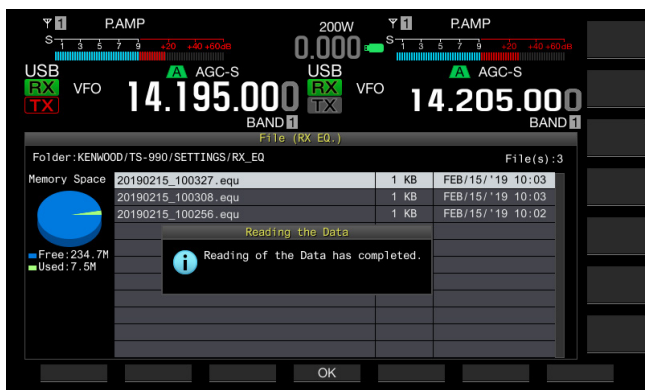 1 P.AMP 200W 1 P.AMP
S 1 3 5 7 9 +20 +40 +60dB 0.000 S 1 3 5 7 9 +20 +40 +60dB
USB A AGC-S USB A AGC-S
RX VFO 14.195.000 RX VFO 14.205.000
TX TX
BAND 1 BAND 1
File (RX EQ.)
Folder:KENWOOD/TS-990/SETTINGS/RX_EQ File(s):3
Memory Space 20190215_100327.equ 1 KB FEB/15/'19 10:03
20190215_100308.equ 1 KB FEB/15/'19 10:03
20190215_100256.equ 1 KB FEB/15/'19 10:02
Reading the Data
Reading of the Data has completed.
Free:234.7M
Used:7.5M
OK